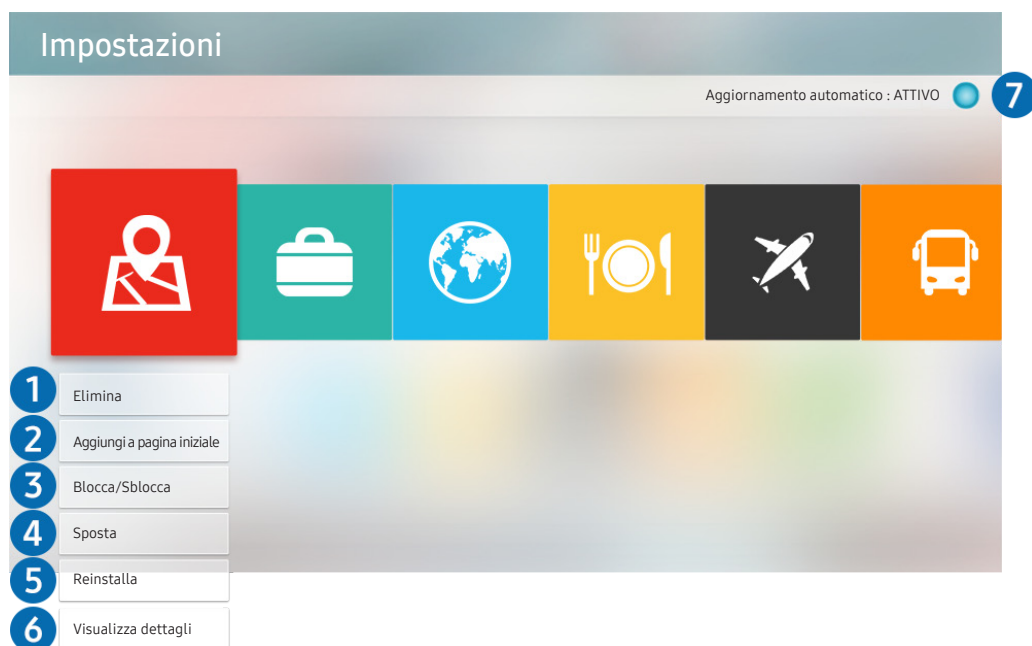 Impostazioni
Aggiornamento automatico : ATTIVO 7
1 Elimina
2 Aggiungi a pagina iniziale
3 Blocca/Sblocca
4 Sposta
5 Reinstalla
6 Visualizza dettagli